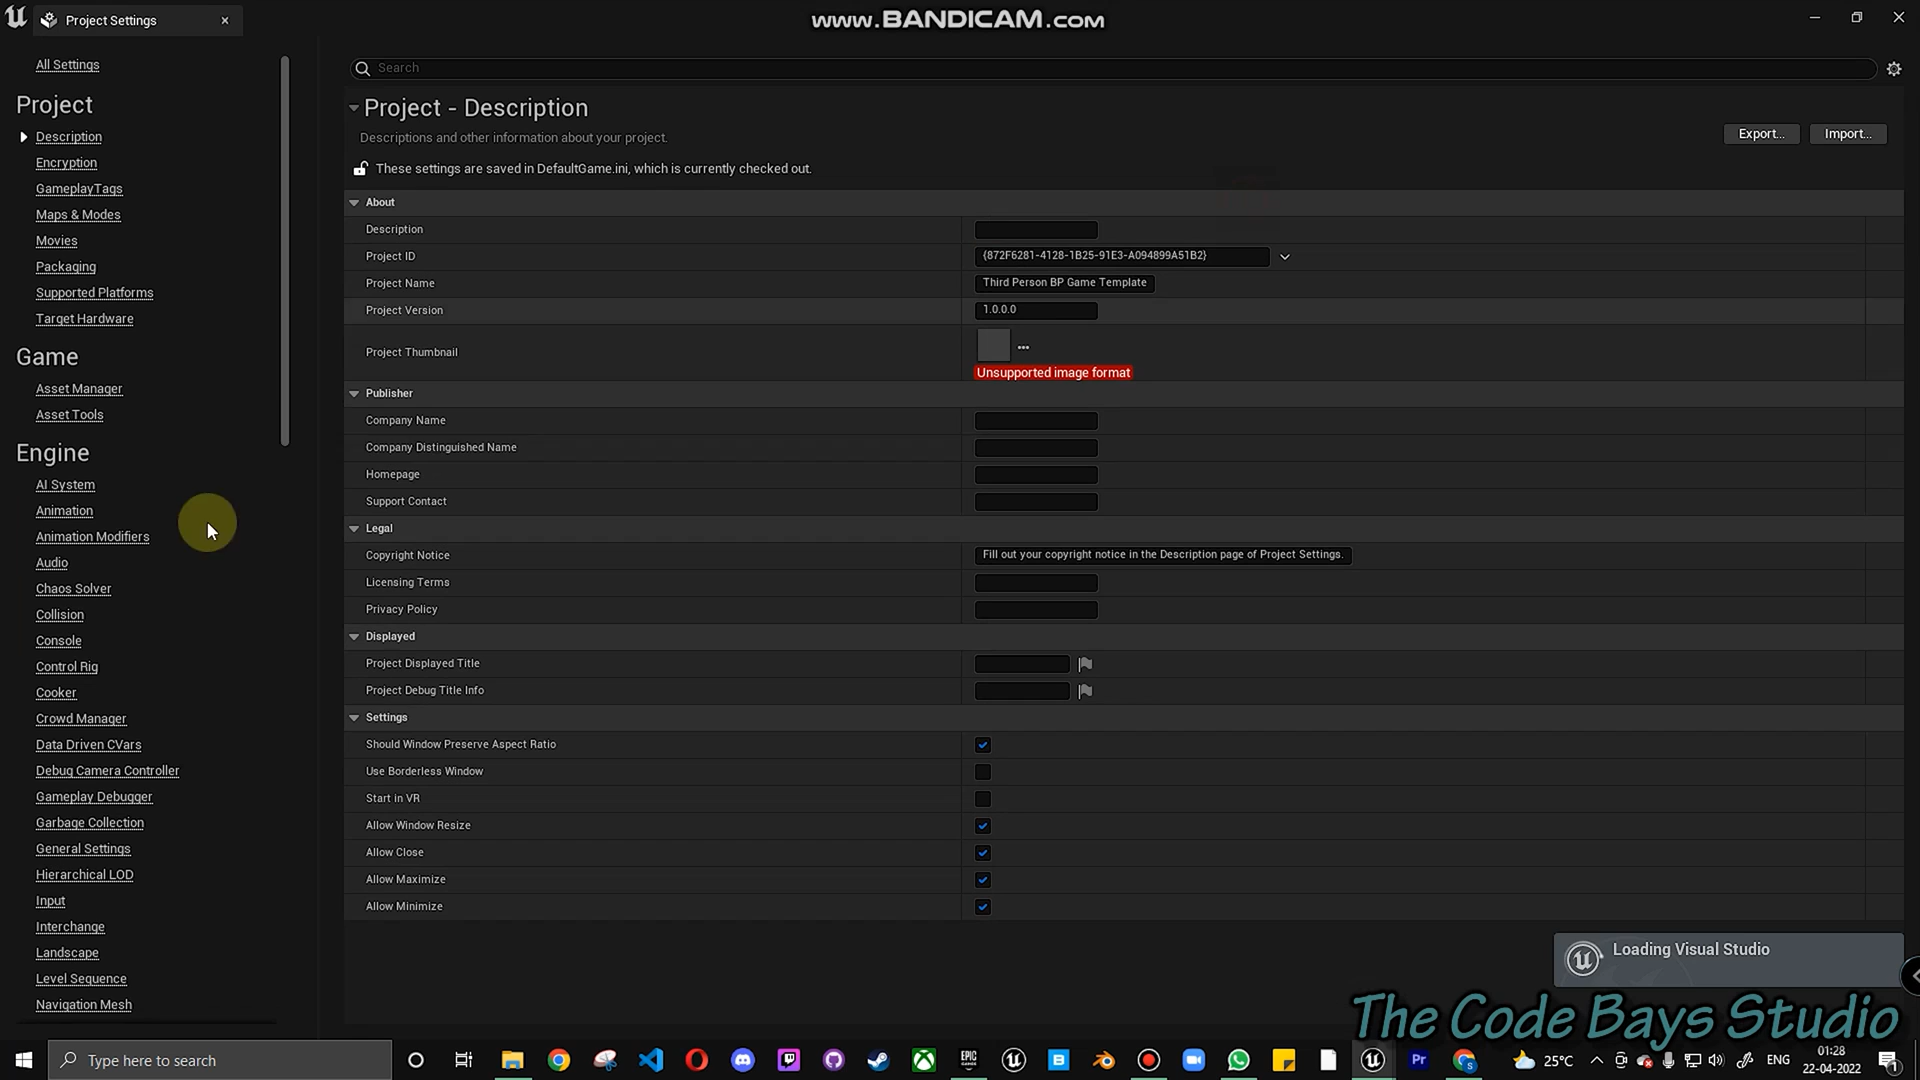 Project Settings
www.BANDICAM.com
All Settings
Project
Description
Encryption
GameplayTags
Maps & Modes
Movies
Packaging
Supported Platforms
Target Hardware
Game
Asset Manager
Asset Tools
Engine
AI System
Animation
Animation Modifiers
Audio
Chaos Solver
Collision
Console
Control Rig
Cooker
Crowd Manager
Data Driven CVars
Debug Camera Controller
Gameplay Debugger
Garbage Collection
General Settings
Hierarchical LOD
Input
Interchange
Landscape
Level Sequence
Navigation Mesh
Search
Project - Description
Descriptions and other information about your project.
Export...
Import...
These settings are saved in DefaultGame.ini, which is currently checked out.
About
Description
Project ID
{872F6281-4128-1B25-91E3-A094899A51B2}
Project Name
Third Person BP Game Template
Project Version
1.0.0.0
Project Thumbnail
Unsupported image format
Publisher
Company Name
Company Distinguished Name
Homepage
Support Contact
Legal
Copyright Notice
Fill out your copyright notice in the Description page of Project Settings.
Licensing Terms
Privacy Policy
Displayed
Project Displayed Title
Project Debug Title Info
Settings
Should Window Preserve Aspect Ratio
Use Borderless Window
Start in VR
Allow Window Resize
Allow Close
Allow Maximize
Allow Minimize
Loading Visual Studio
The Code Bays Studio
Type here to search
EPIC GAMES
B
Pr
S
25°C
ENG
01:28
22-04-2022
1